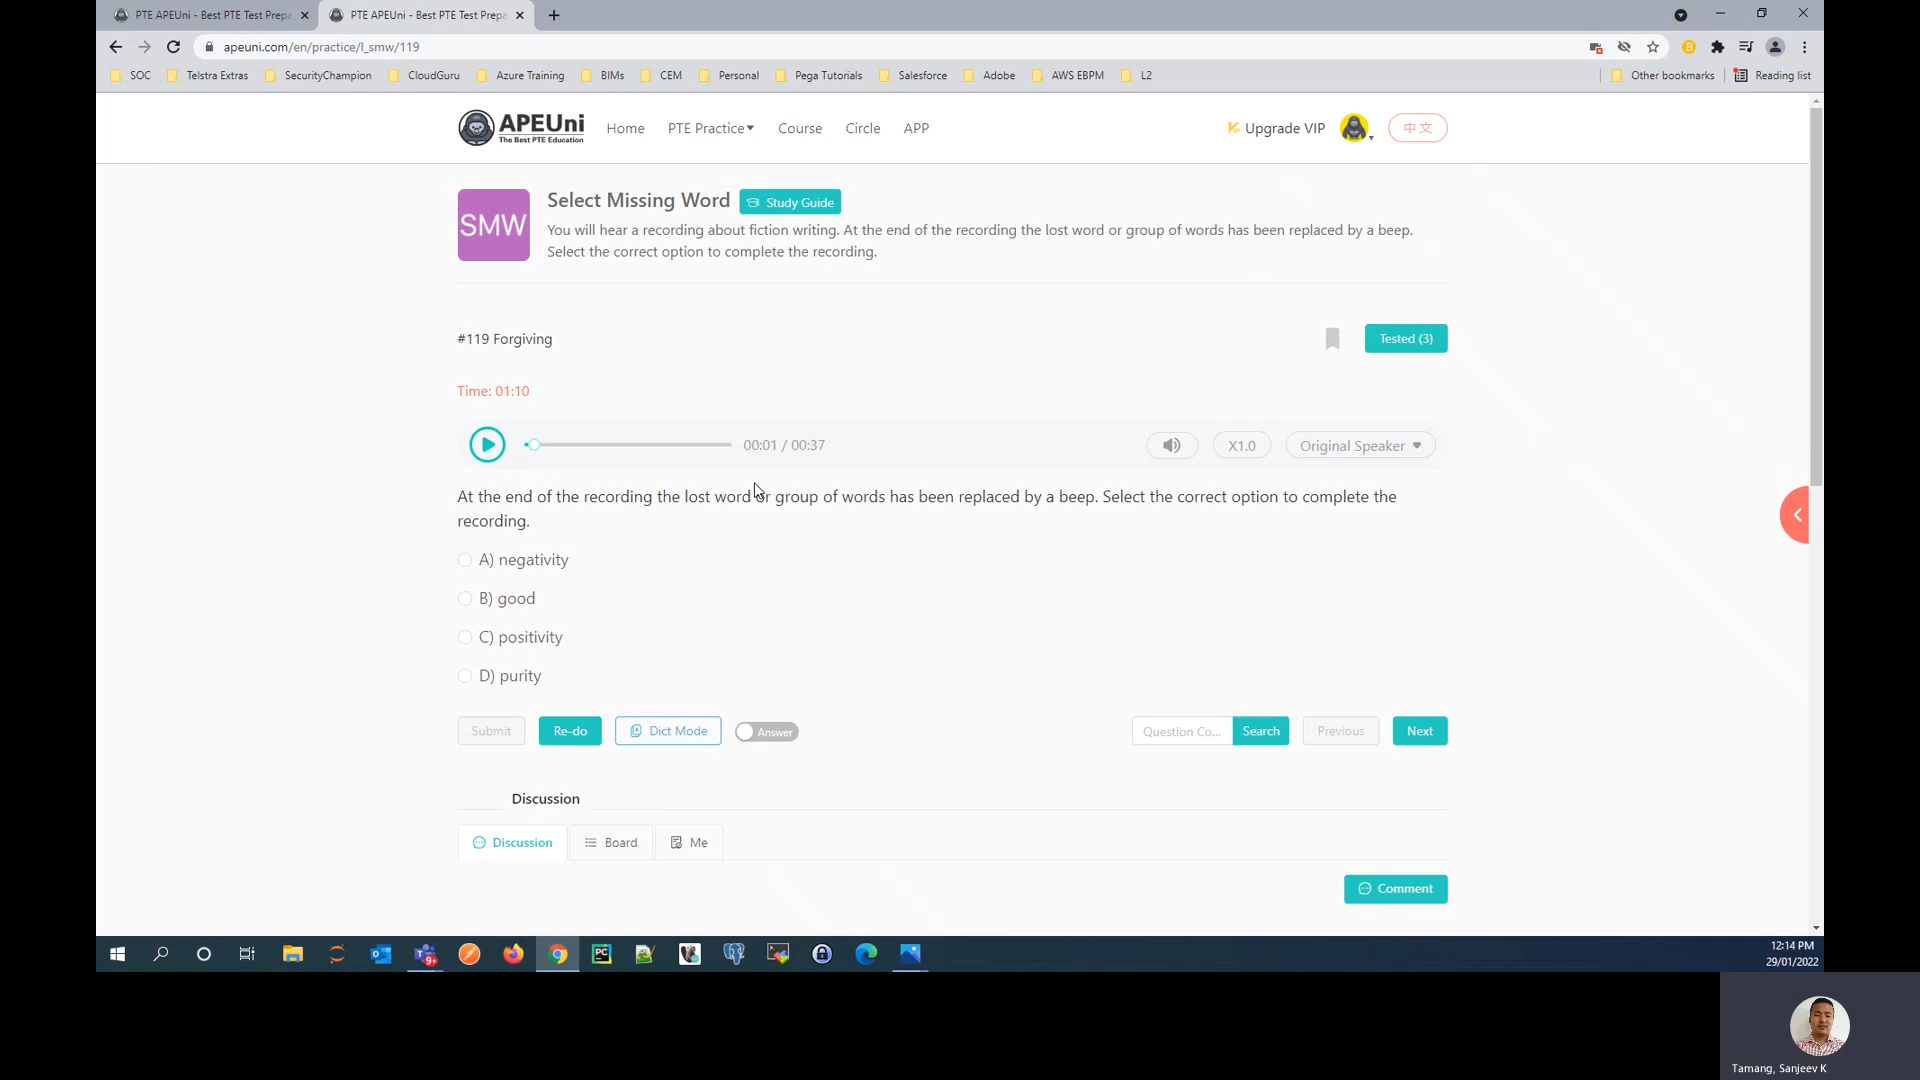 PTE APEUni - Best PTE Test Prepa
PTE APEUni - Best PTE Test Prepa
apeuni.com/en/practice/l_smw/119
SOC
Telstra Extras
SecurityChampion
CloudGuru
Azure Training
BIMs
CEM
Personal
Pega Tutorials
Salesforce
Adobe
AWS EBPM
L2
Other bookmarks
Reading list
APEUni
The Best PTE Education
Home
PTE Practice
Course
Circle
APP
Upgrade VIP
中文
SMW
Select Missing Word
Study Guide
You will hear a recording about fiction writing. At the end of the recording the lost word or group of words has been replaced by a beep.
Select the correct option to complete the recording.
#119 Forgiving
Tested (3)
Time: 01:10
00:01 / 00:37
X1.0
Original Speaker
At the end of the recording the lost word or group of words has been replaced by a beep. Select the correct option to complete the
recording.
A) negativity
B) good
C) positivity
D) purity
Submit
Re-do
Dict Mode
Answer
Question Co...
Search
Previous
Next
Discussion
Discussion
Board
Me
Comment
PC
9+
12:14 PM
29/01/2022
Tamang, Sanjeev K